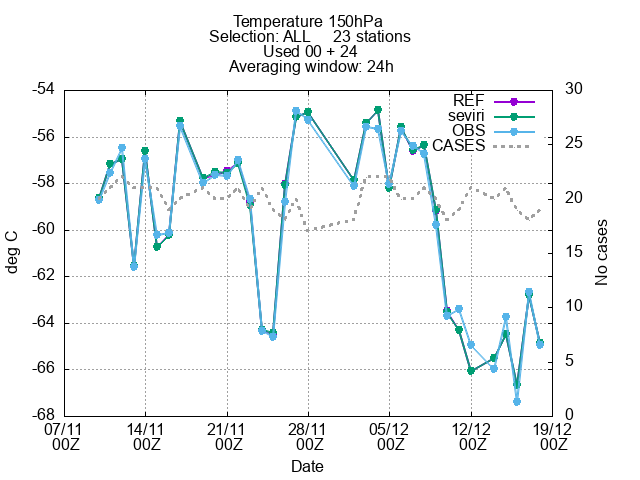 Temperature 150hPa
Selection: ALL 23 stations
Used 00 + 24
Averaging window: 24h
-54
-56
-58
-60
-62
-64
-66
-68
deg C
30
25
20
15
10
5
0
No cases
REF
seviri
OBS
CASES
07/11 14/11 21/11 28/11 05/12 12/12 19/12
00Z 00Z 00Z 00Z 00Z 00Z 00Z
Date